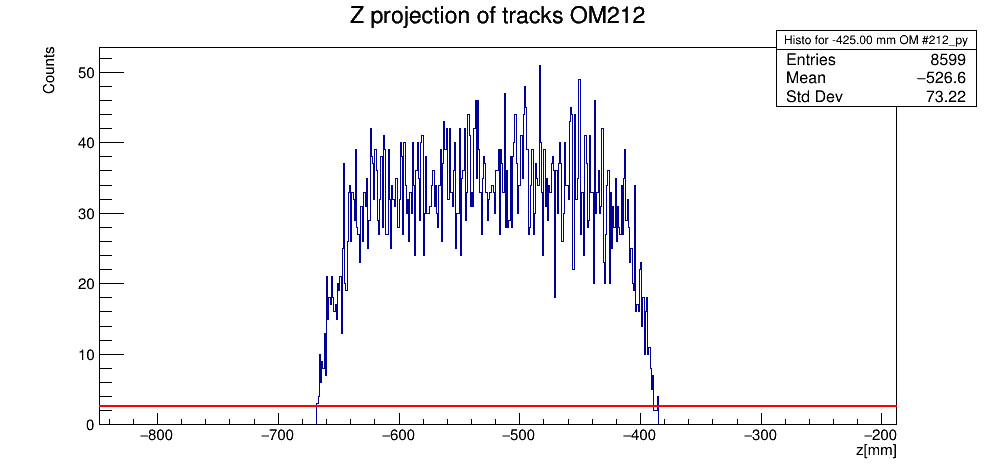 Z projection of tracks OM212
Histo for -425.00 mm OM #212_py
Entries 8599
Mean −526.6
Std Dev 73.22
Counts
50
40
30
20
10
0
−800 −700 −600 −500 −400 −300 −200
z[mm]